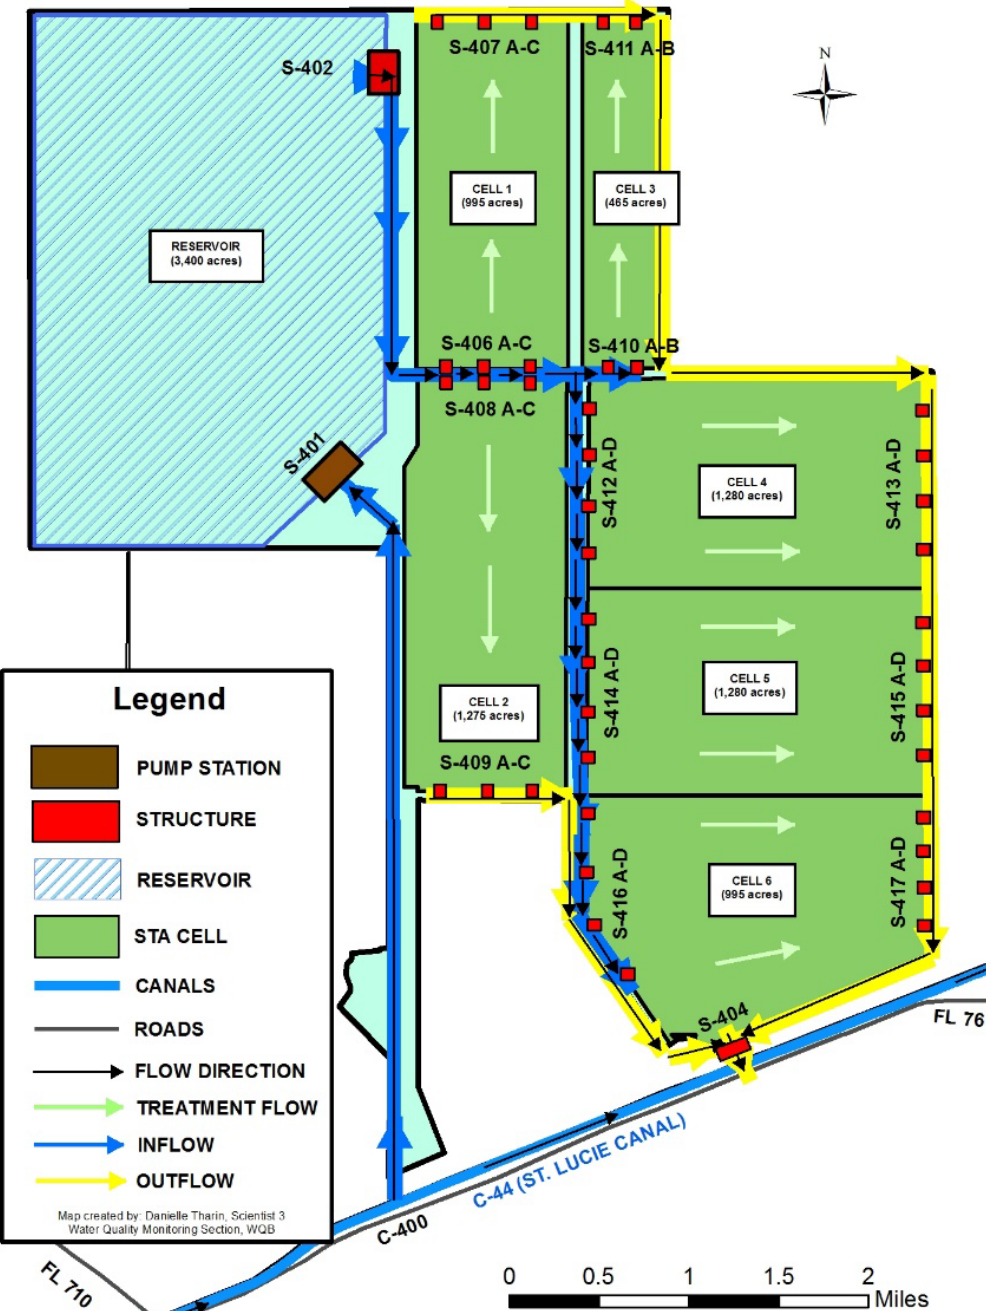 S-402
S-407 A-C
S-411 A-B
N
CELL 1
(995 acres)
CELL 3
(465 acres)
RESERVOIR
(3,400 acres)
S-406 A-C
S-410 A-B
S-408 A-C
S-401
S-412 A-D
CELL 4
(1,280 acres)
S-413 A-D
S-414 A-D
CELL 5
(1,280 acres)
S-415 A-D
CELL 2
(1,275 acres)
S-409 A-C
S-416 A-D
CELL 6
(995 acres)
S-417 A-D
S-404
FL 76
C-44 (ST. LUCIE CANAL)
C-400
FL 710
Legend
PUMP STATION
STRUCTURE
RESERVOIR
STA CELL
CANALS
ROADS
FLOW DIRECTION
TREATMENT FLOW
INFLOW
OUTFLOW
Map created by: Danielle Tharin, Scientist 3
Water Quality Monitoring Section, WQB
0 0.5 1 1.5 2
Miles